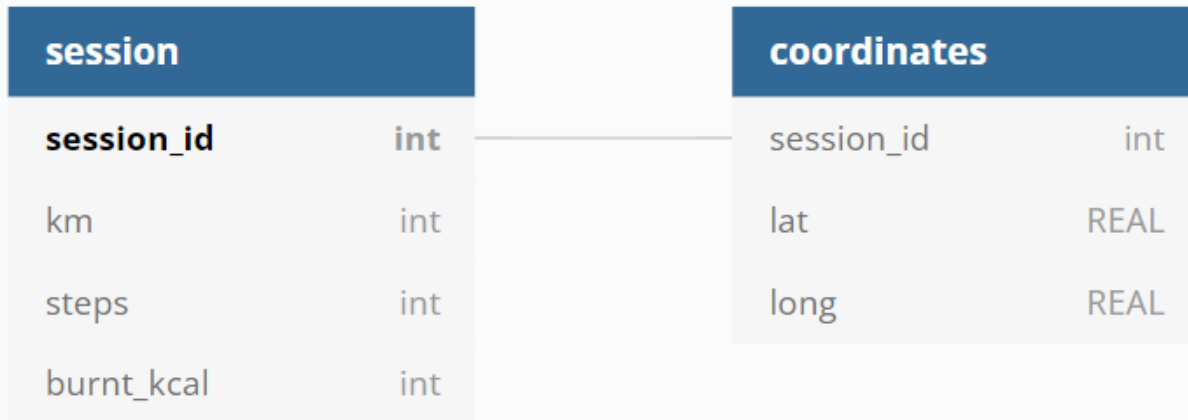 session
session_id int
km int
steps int
burnt_kcal int
coordinates
session_id int
lat REAL
long REAL